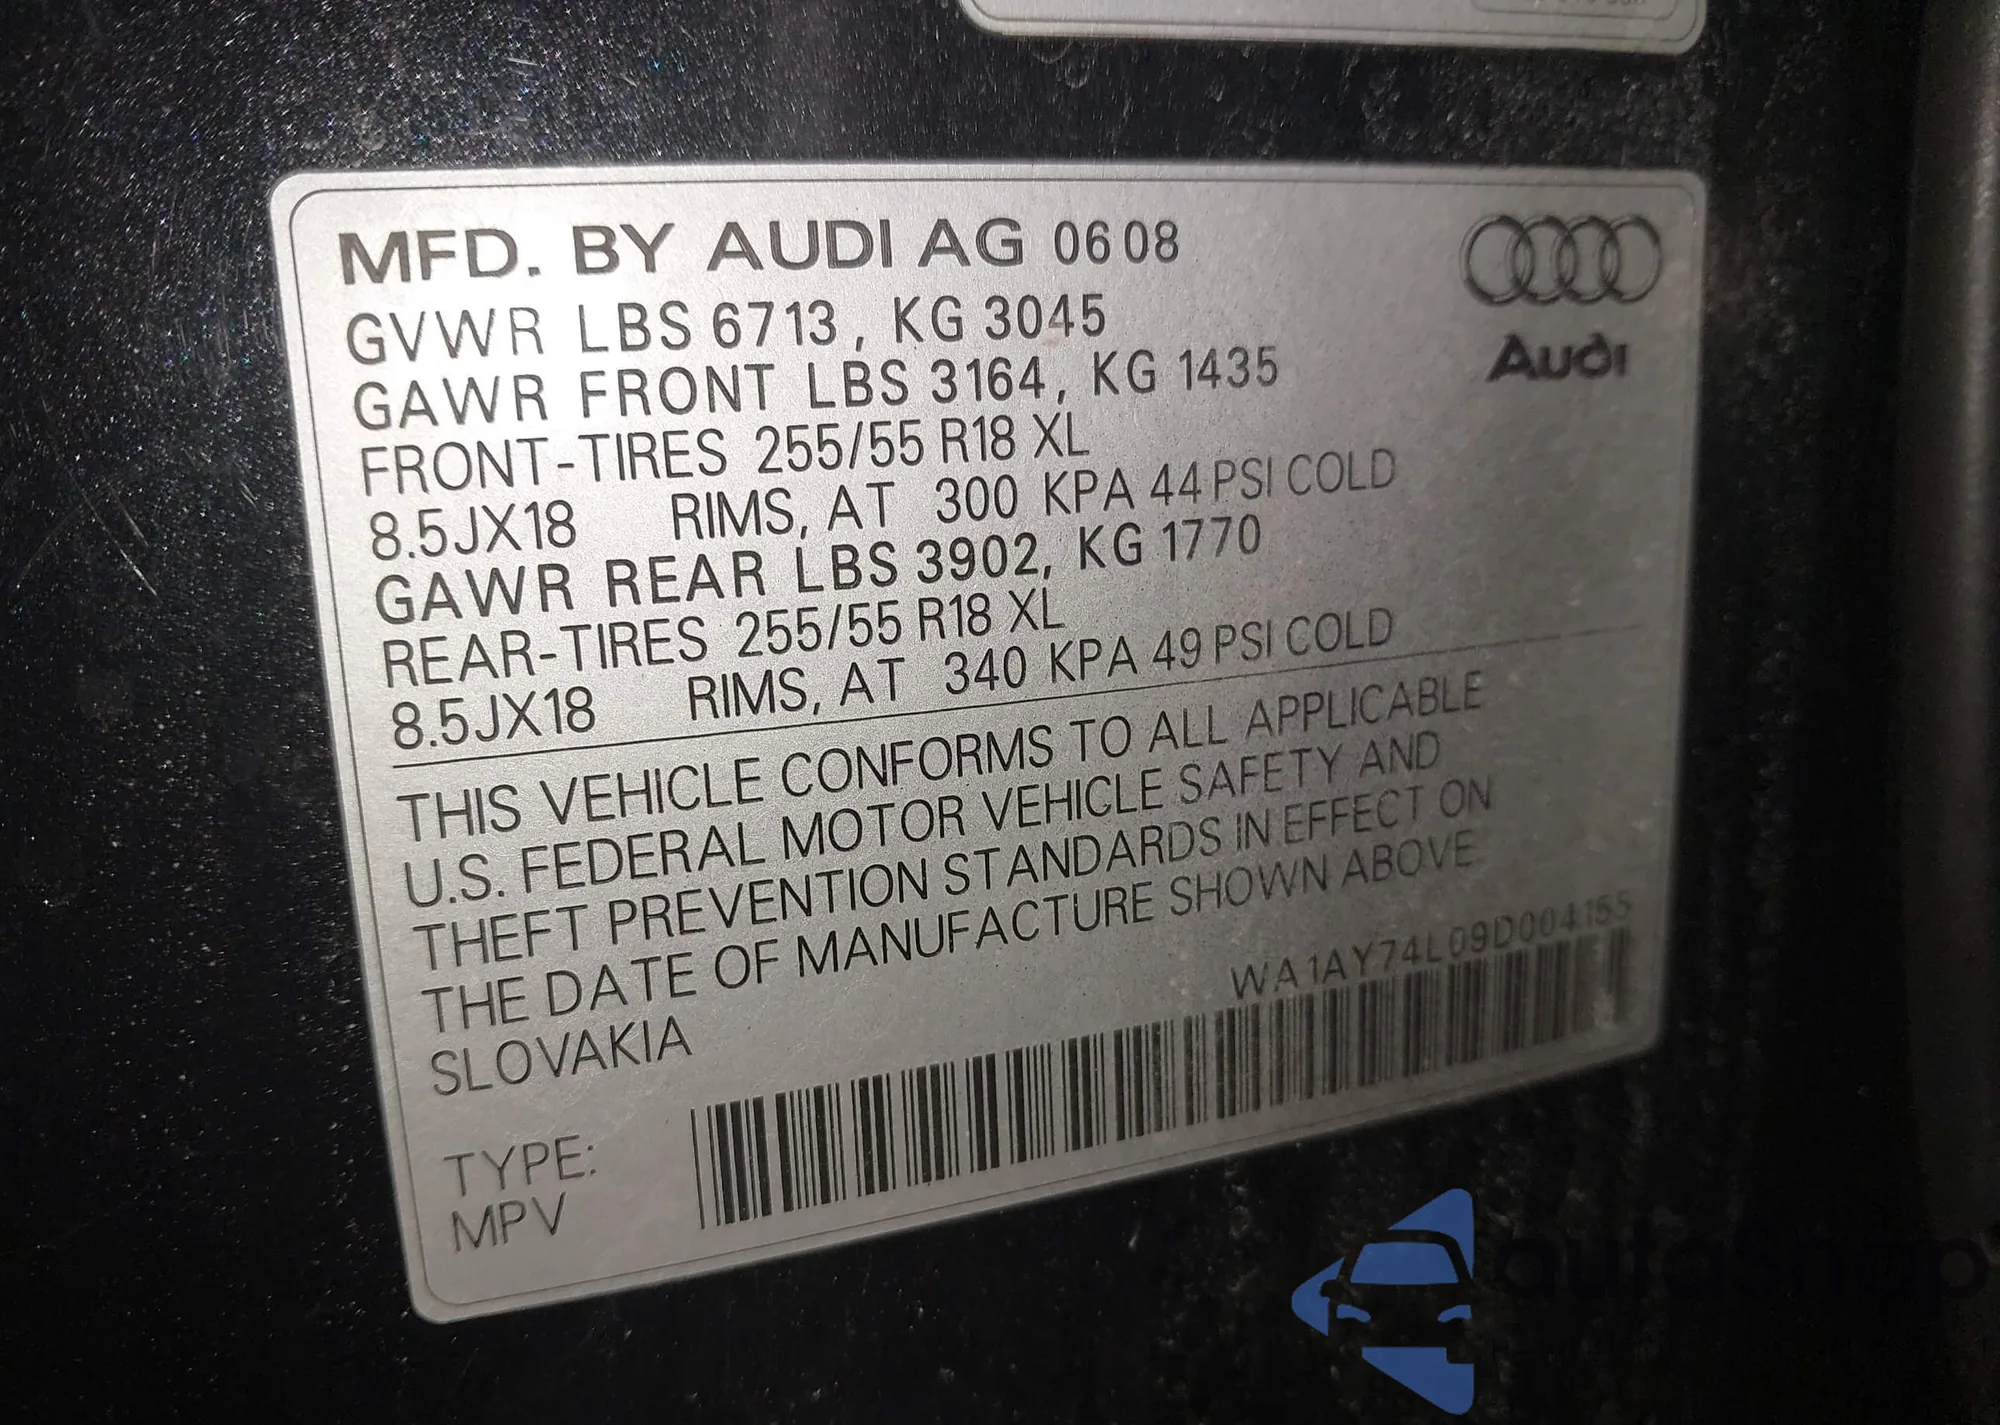 MFD. BY AUDI AG 06 08
GVWR LBS 6713, KG 3045
GAWR FRONT LBS 3164, KG 1435
FRONT-TIRES 255/55 R18 XL
8.5JX18 RIMS, AT 300 KPA 44 PSI COLD
GAWR REAR LBS 3902, KG 1770
REAR-TIRES 255/55 R18 XL
8.5JX18 RIMS, AT 340 KPA 49 PSI COLD
Audi
THIS VEHICLE CONFORMS TO ALL APPLICABLE
U.S. FEDERAL MOTOR VEHICLE SAFETY AND
THEFT PREVENTION STANDARDS IN EFFECT ON
THE DATE OF MANUFACTURE SHOWN ABOVE
SLOVAKIA
WA1AY74L09D004155
TYPE:
MPV